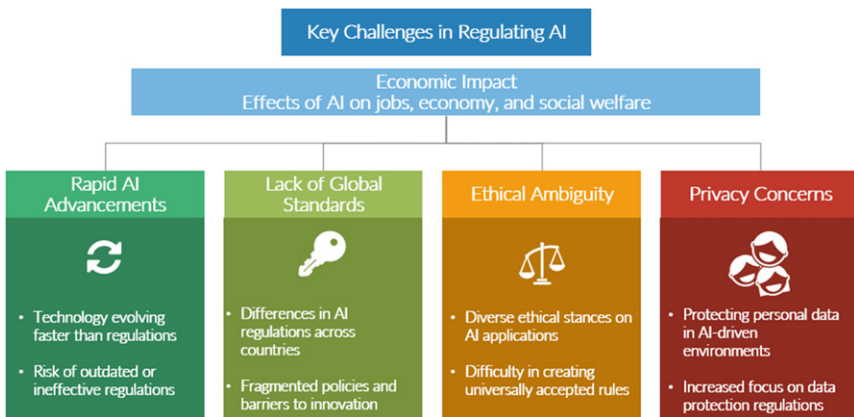 Key Challenges in Regulating AI
Economic Impact
Effects of AI on jobs, economy, and social welfare
Rapid AI
Advancements
• Technology evolving
faster than regulations
• Risk of outdated or
ineffective regulations
Lack of Global
Standards
• Differences in AI
regulations across
countries
• Fragmented policies and
barriers to innovation
Ethical Ambiguity
• Diverse ethical stances on
AI applications
• Difficulty in creating
universally accepted rules
Privacy Concerns
• Protecting personal data
in AI-driven
environments
• Increased focus on data
protection regulations